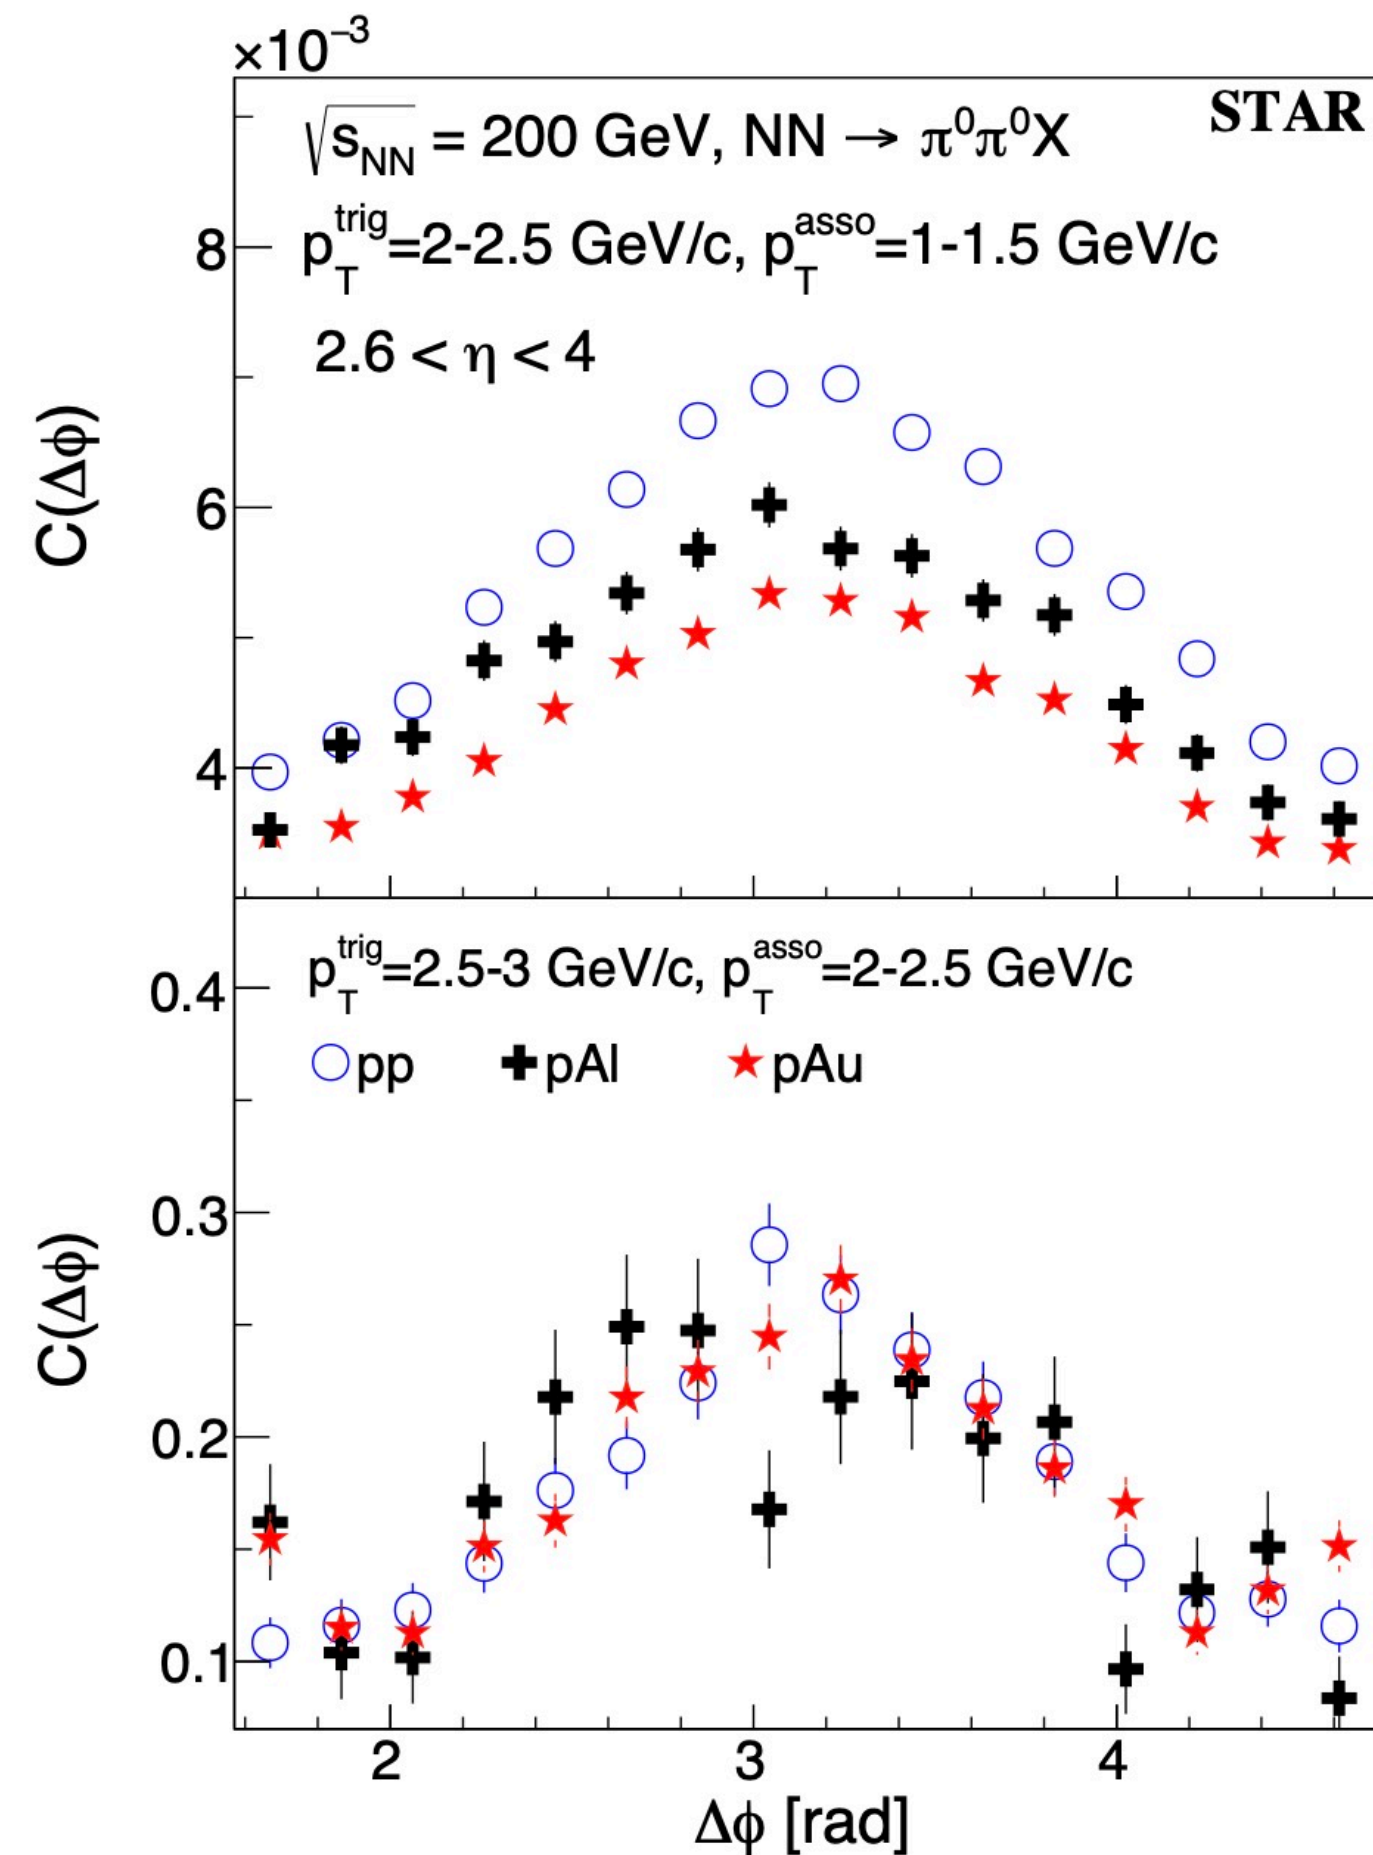 ×10⁻³
√s_NN = 200 GeV, NN → π⁰π⁰X
STAR
p_T^trig=2-2.5 GeV/c, p_T^asso=1-1.5 GeV/c
2.6 < η < 4
8
6
4
C(Δϕ)
p_T^trig=2.5-3 GeV/c, p_T^asso=2-2.5 GeV/c
pp pAl pAu
0.4
0.3
0.2
0.1
C(Δϕ)
2 3 4
Δϕ [rad]